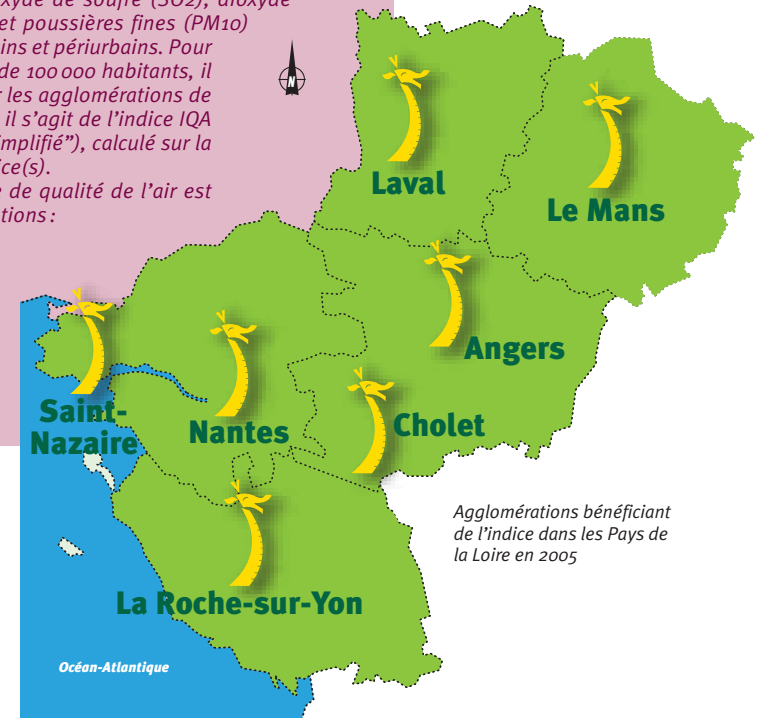 xyde de soufre (SO2), dioxyde
et poussières fines (PM10)
ins et périurbains. Pour
de 100 000 habitants, il
les agglomérations de
il s'agit de l'indice IQA
mplifié"), calculé sur la
ice(s).
de qualité de l'air est
tions :
N
Laval
Le Mans
Angers
Saint-
Nazaire
Nantes
Cholet
Agglomérations bénéficiant
de l'indice dans les Pays de
la Loire en 2005
La Roche-sur-Yon
Océan-Atlantique